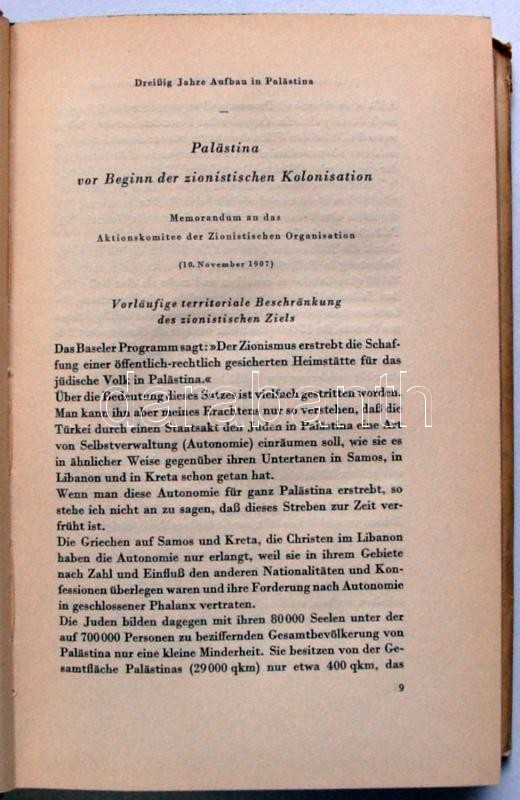 Dreißig Jahre Aufbau in Palästina
—
Palästina
vor Beginn der zionistischen Kolonisation
Memorandum an das
Aktionskomitee der Zionistischen Organisation
(10. November 1907)
Vorläufige territoriale Beschränkung
des zionistischen Ziels
Das Baseler Programm sagt: »Der Zionismus erstrebt die Schaf-
fung einer öffentlich-rechtlich gesicherten Heimstätte für das
jüdische Volk in Palästina.«
Über die Bedeutung dieses Satzes ist vielfach gestritten worden.
Man kann ihn aber meines Erachtens nur so verstehen, daß die
Türkei durch einen Staatsakt den Juden in Palästina eine Art
von Selbstverwaltung (Autonomie) einräumen soll, wie sie es
in ähnlicher Weise gegenüber ihren Untertanen in Samos, in
Libanon und in Kreta schon getan hat.
Wenn man diese Autonomie für ganz Palästina erstrebt, so
stehe ich nicht an zu sagen, daß dieses Streben zur Zeit ver-
früht ist.
Die Griechen auf Samos und Kreta, die Christen im Libanon
haben die Autonomie nur erlangt, weil sie in ihrem Gebiete
nach Zahl und Einfluß den anderen Nationalitäten und Kon-
fessionen überlegen waren und ihre Forderung nach Autonomie
in geschlossener Phalanx vertraten.
Die Juden bilden dagegen mit ihren 80000 Seelen unter der
auf 700000 Personen zu beziffernden Gesamtbevölkerung von
Palästina nur eine kleine Minderheit. Sie besitzen von der Ge-
samtfläche Palästinas (29000 qkm) nur etwa 400 qkm, das
9
darabanth